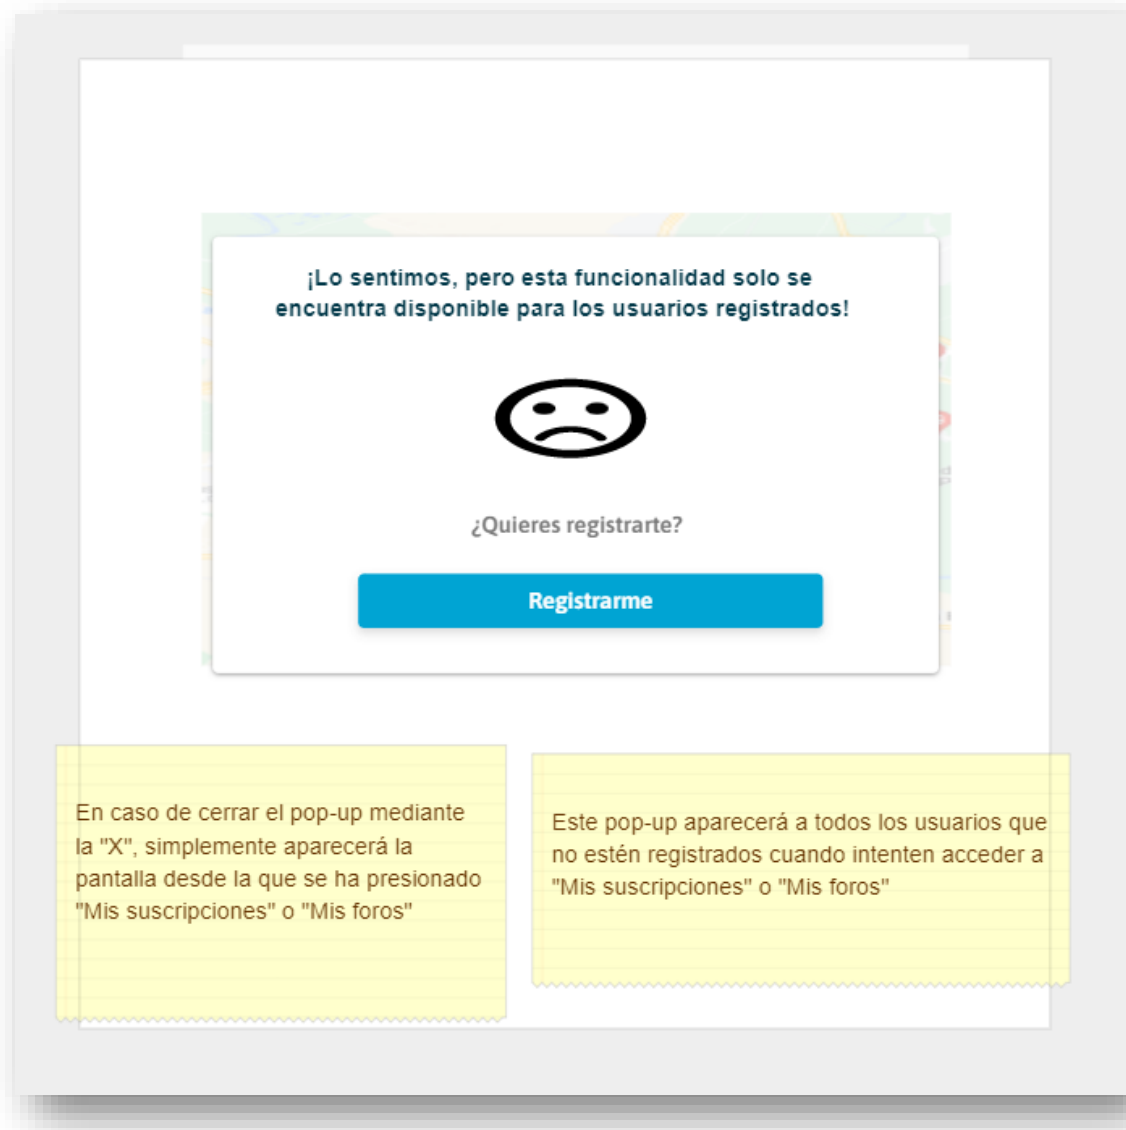 ¡Lo sentimos, pero esta funcionalidad solo se
encuentra disponible para los usuarios registrados!
¿Quieres registrarte?
Registrarme
En caso de cerrar el pop-up mediante
la "X", simplemente aparecerá la
pantalla desde la que se ha presionado
"Mis suscripciones" o "Mis foros"
Este pop-up aparecerá a todos los usuarios que
no estén registrados cuando intenten acceder a
"Mis suscripciones" o "Mis foros"